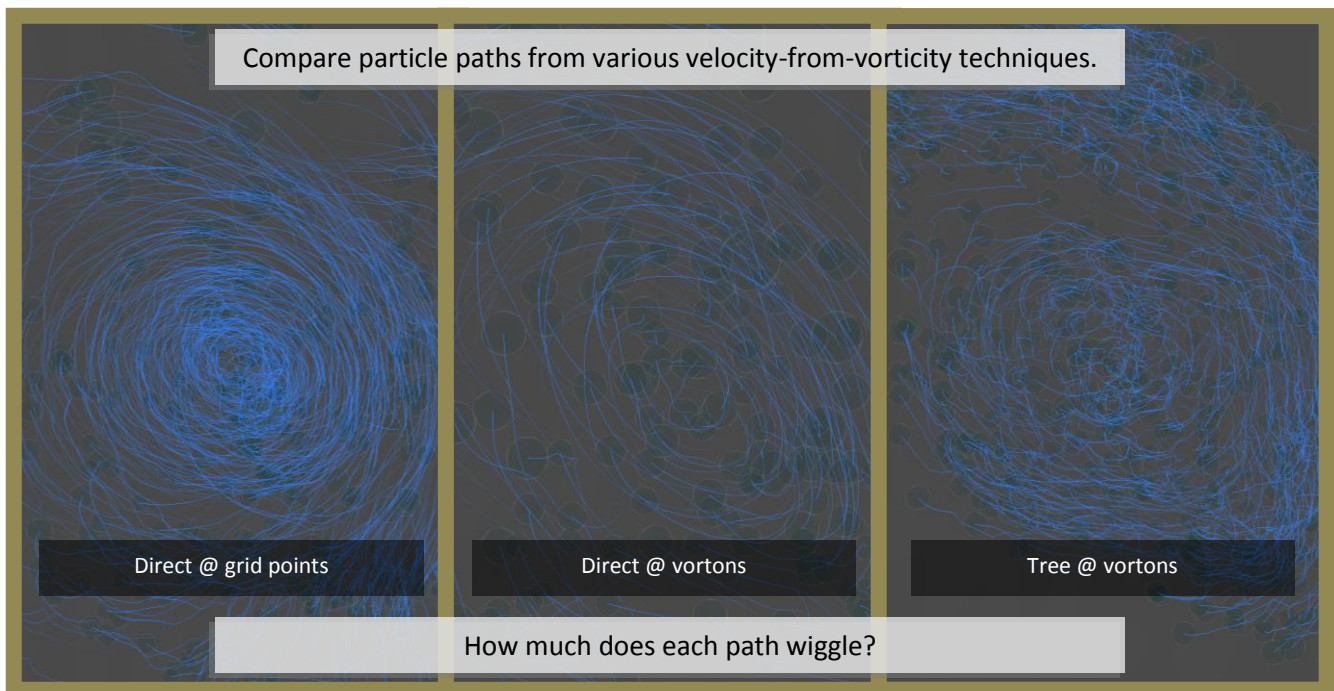 Compare particle paths from various velocity-from-vorticity techniques.
Direct @ grid points
Direct @ vortons
Tree @ vortons
How much does each path wiggle?